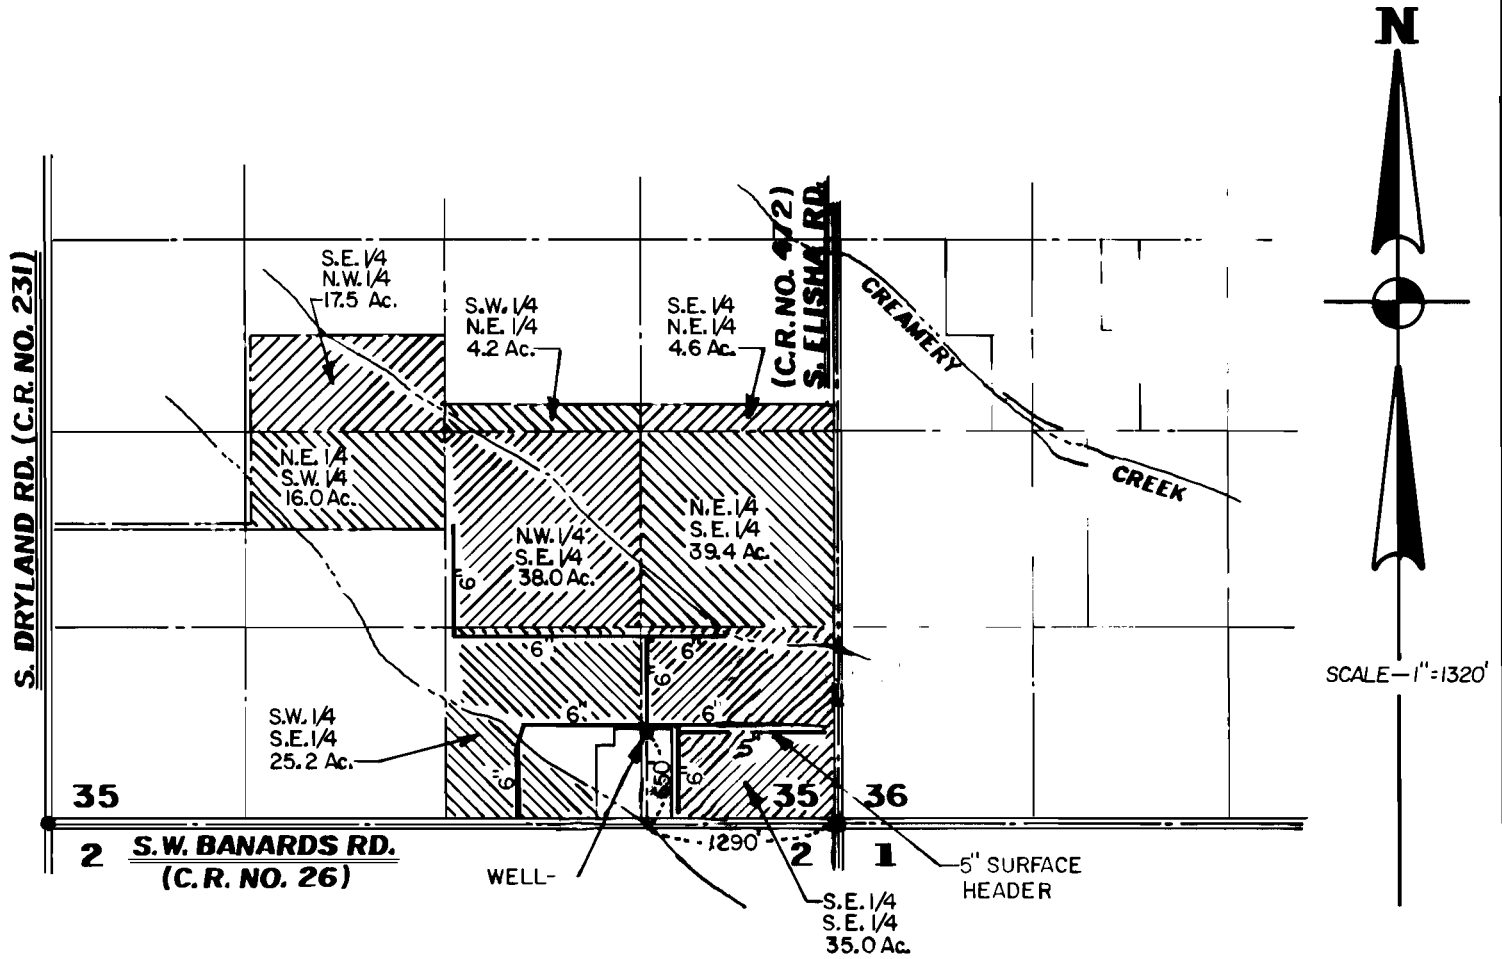 N
S.E. 1/4
N.W. 1/4
17.5 Ac.
S.W. 1/4
N.E. 1/4
4.2 Ac.
S.E. 1/4
N.E. 1/4
4.6 Ac.
(C.R. NO. 472)
S. ELISHA RD.
CREAMERY
CREEK
S. DRYLAND RD. (C.R. NO. 231)
N.E. 1/4
S.W. 1/4
16.0 Ac.
N.W. 1/4
S.E. 1/4
38.0 Ac.
N.E. 1/4
S.E. 1/4
39.4 Ac.
6"
6"
6"
6"
SCALE—1"=1320'
S.W. 1/4
S.E. 1/4
25.2 Ac.
6"
6"
5"
6"
650'
6"
35
35
36
2
S.W. BANARDS RD.
(C.R. NO. 26)
1290'
2
1
WELL-
5" SURFACE
HEADER
S.E. 1/4
S.E. 1/4
35.0 Ac.